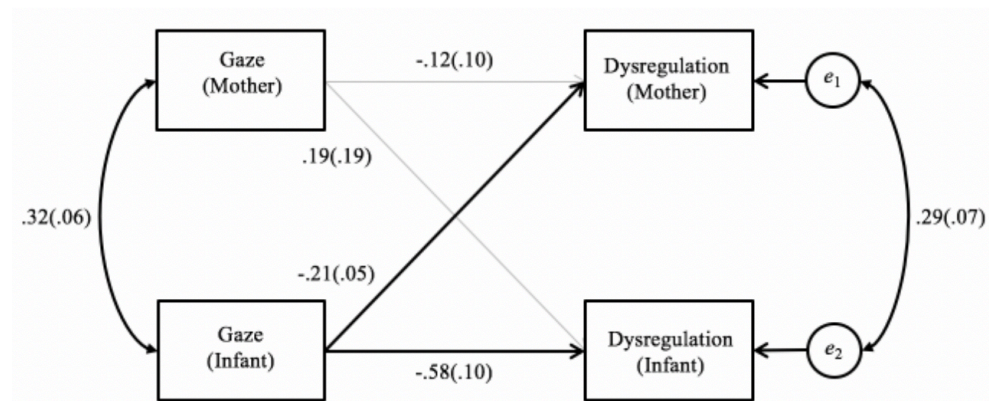 Gaze
(Mother)
-.12(.10)
Dysregulation
(Mother)
e1
.19(.19)
.32(.06)
.29(.07)
-.21(.05)
Gaze
(Infant)
-.58(.10)
Dysregulation
(Infant)
e2